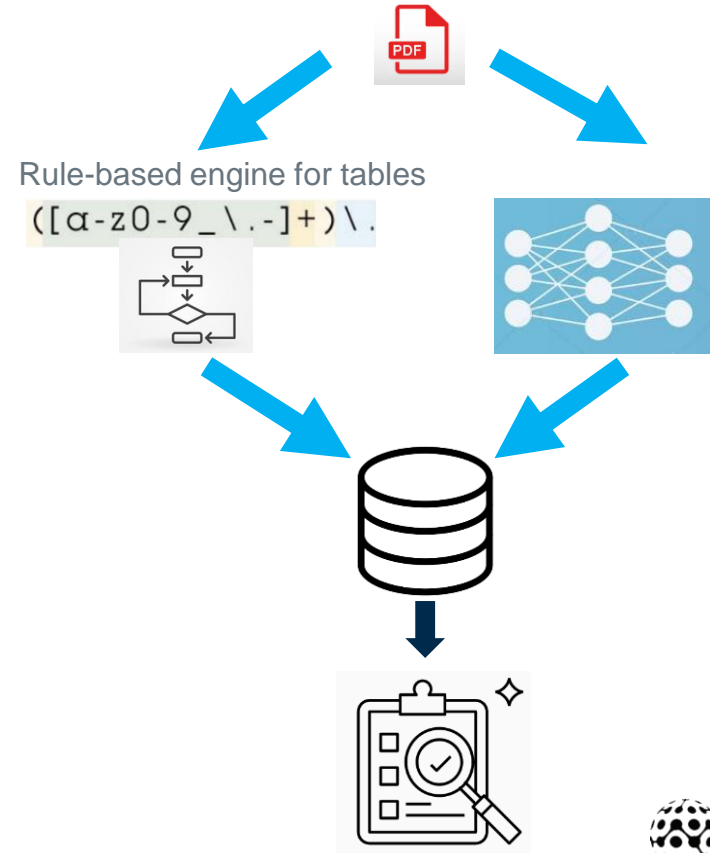 PDF
Rule-based engine for tables
([a-z0-9_\.-]+)\.